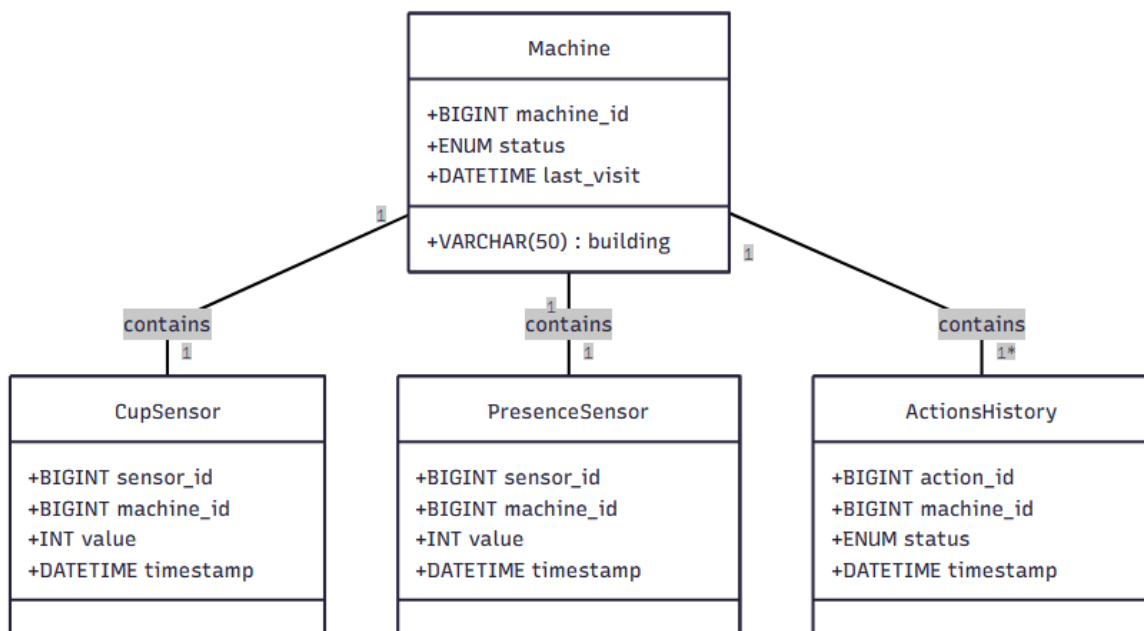 Machine
+BIGINT machine_id
+ENUM status
+DATETIME last_visit
+VARCHAR(50) : building
1
1
1
contains
contains
contains
1
1
1*
CupSensor
+BIGINT sensor_id
+BIGINT machine_id
+INT value
+DATETIME timestamp
PresenceSensor
+BIGINT sensor_id
+BIGINT machine_id
+INT value
+DATETIME timestamp
ActionsHistory
+BIGINT action_id
+BIGINT machine_id
+ENUM status
+DATETIME timestamp